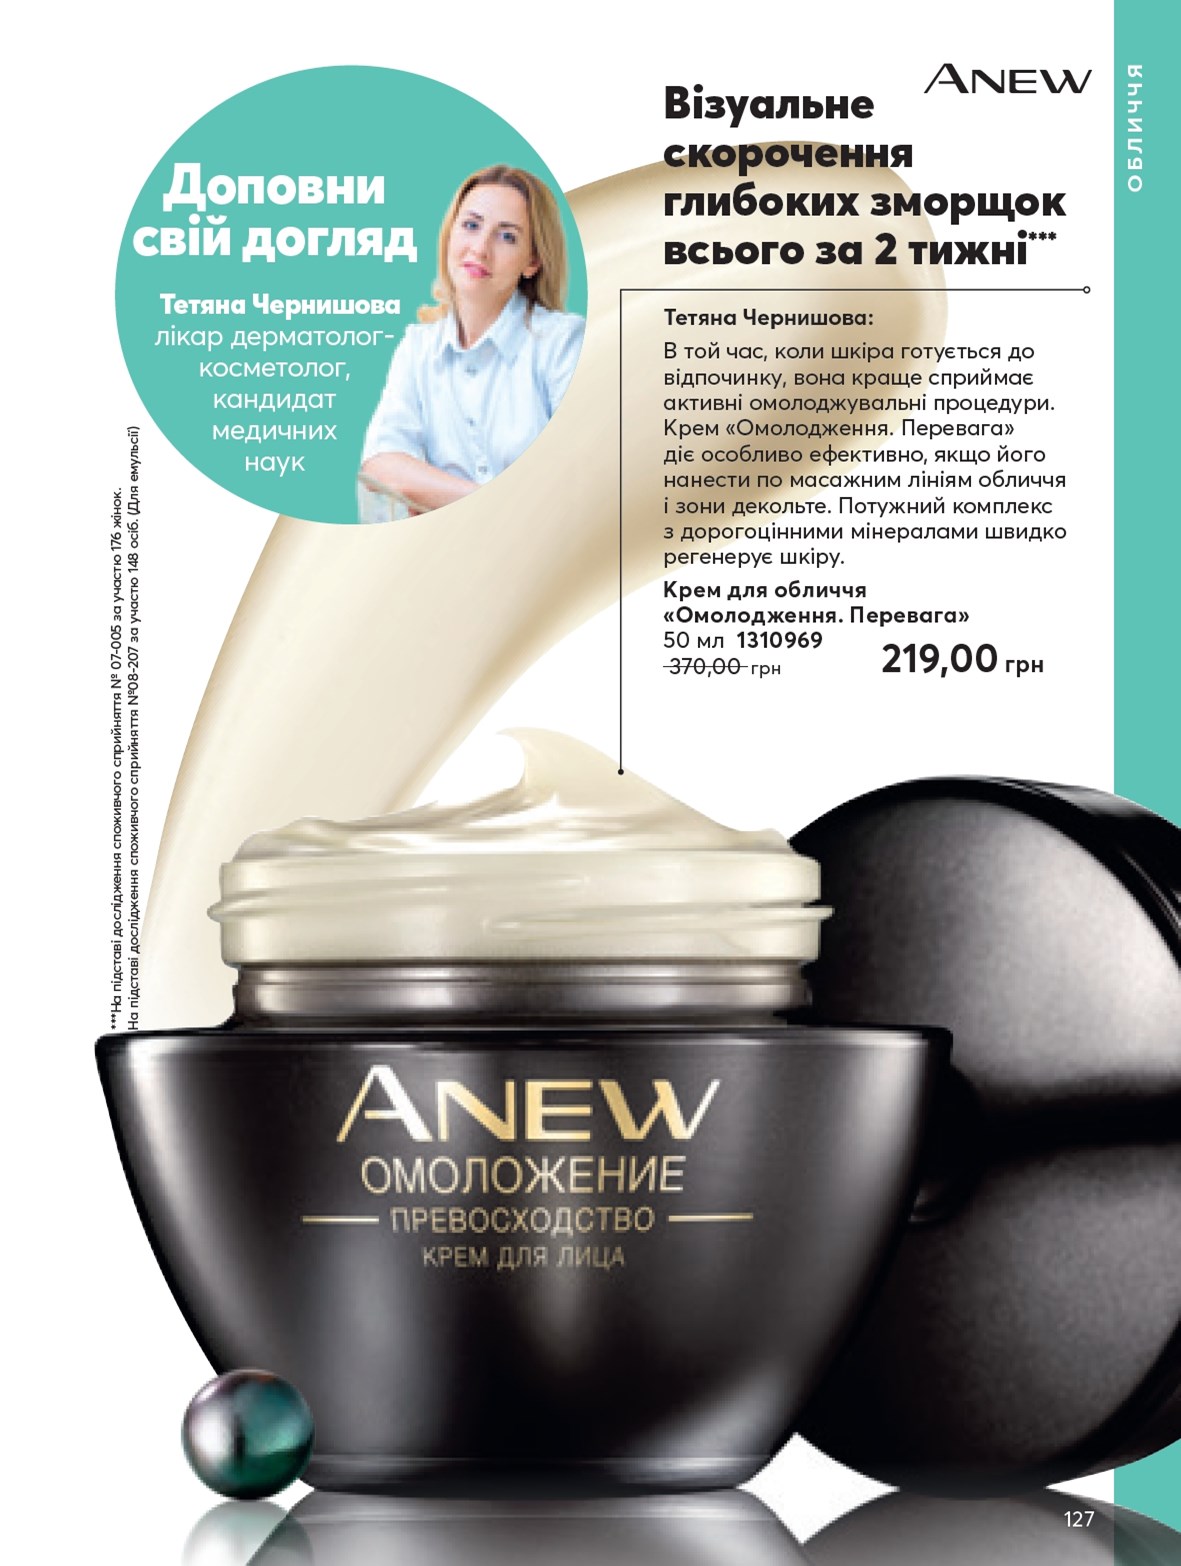 ANEW
ОБЛИЧЧЯ
Візуальне
скорочення
глибоких зморщок
всього за 2 тижні***
Доповни
свій догляд
Тетяна Чернишова
лікар дерматолог-
косметолог,
кандидат
медичних
наук
Тетяна Чернишова:
В той час, коли шкіра готується до
відпочинку, вона краще сприймає
активні омолоджувальні процедури.
Крем «Омолодження. Перевага»
діє особливо ефективно, якщо його
нанести по масажним лініям обличчя
і зони декольте. Потужний комплекс
з дорогоцінними мінералами швидко
регенерує шкіру.
Крем для обличчя
«Омолодження. Перевага»
50 мл 1310969
370,00 грн
219,00 грн
***На підставі дослідження споживчого сприйняття № 07-005 за участю 176 жінок.
На підставі дослідження споживчого сприйняття №08-207 за участю 148 осіб. (Для емульсії)
ANEW
ОМОЛОЖЕНИЕ
ПРЕВОСХОДСТВО
КРЕМ ДЛЯ ЛИЦА
127